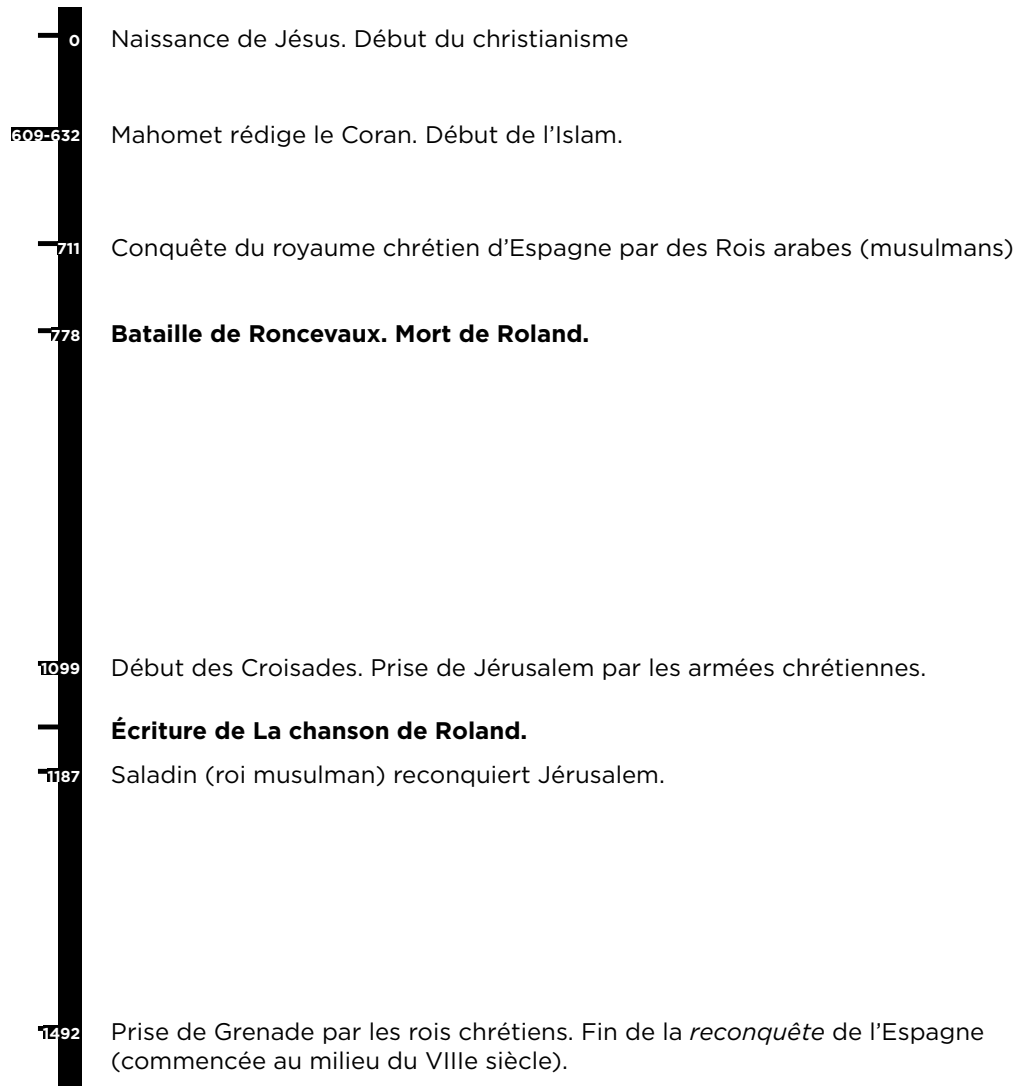 0 Naissance de Jésus. Début du christianisme
609-632 Mahomet rédige le Coran. Début de l’Islam.
711 Conquête du royaume chrétien d’Espagne par des Rois arabes (musulmans)
778 Bataille de Roncevaux. Mort de Roland.
1099 Début des Croisades. Prise de Jérusalem par les armées chrétiennes.
Écriture de La chanson de Roland.
1187 Saladin (roi musulman) reconquiert Jérusalem.
1492 Prise de Grenade par les rois chrétiens. Fin de la reconquête de l’Espagne
(commencée au milieu du VIIIe siècle).